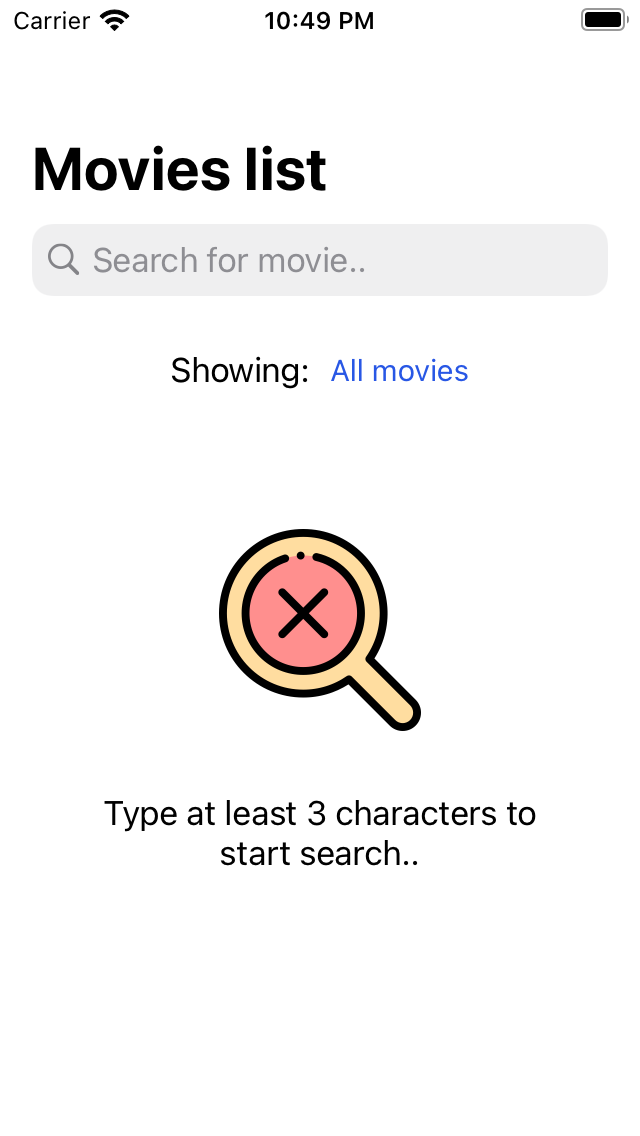 Carrier 10:49 PM
Movies list
Search for movie..
Showing: All movies
Type at least 3 characters to
start search..